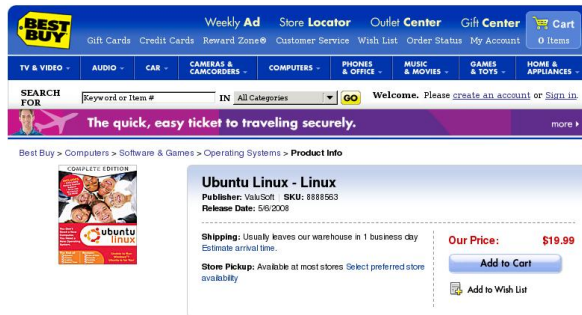 BEST BUY
Weekly Ad Store Locator Outlet Center Gift Center Cart
Gift Cards Credit Cards Reward Zone® Customer Service Wish List Order Status My Account 0 Items
TV & VIDEO AUDIO CAR CAMERAS & CAMCORDERS COMPUTERS PHONES & OFFICE MUSIC & MOVIES GAMES & TOYS HOME & APPLIANCES
SEARCH FOR Keyword or Item # IN All Categories GO Welcome. Please create an account or Sign in.
The quick, easy ticket to traveling securely. more
Best Buy > Computers > Software & Games > Operating Systems > Product Info
COMPLETE EDITION
ubuntu
linux
Ubuntu Linux - Linux
Publisher: ValuSoft | SKU: 8888563
Release Date: 5/6/2008
Shipping: Usually leaves our warehouse in 1 business day
Estimate arrival time.
Store Pickup: Available at most stores Select preferred store
availability
Our Price: $19.99
Add to Cart
Add to Wish List